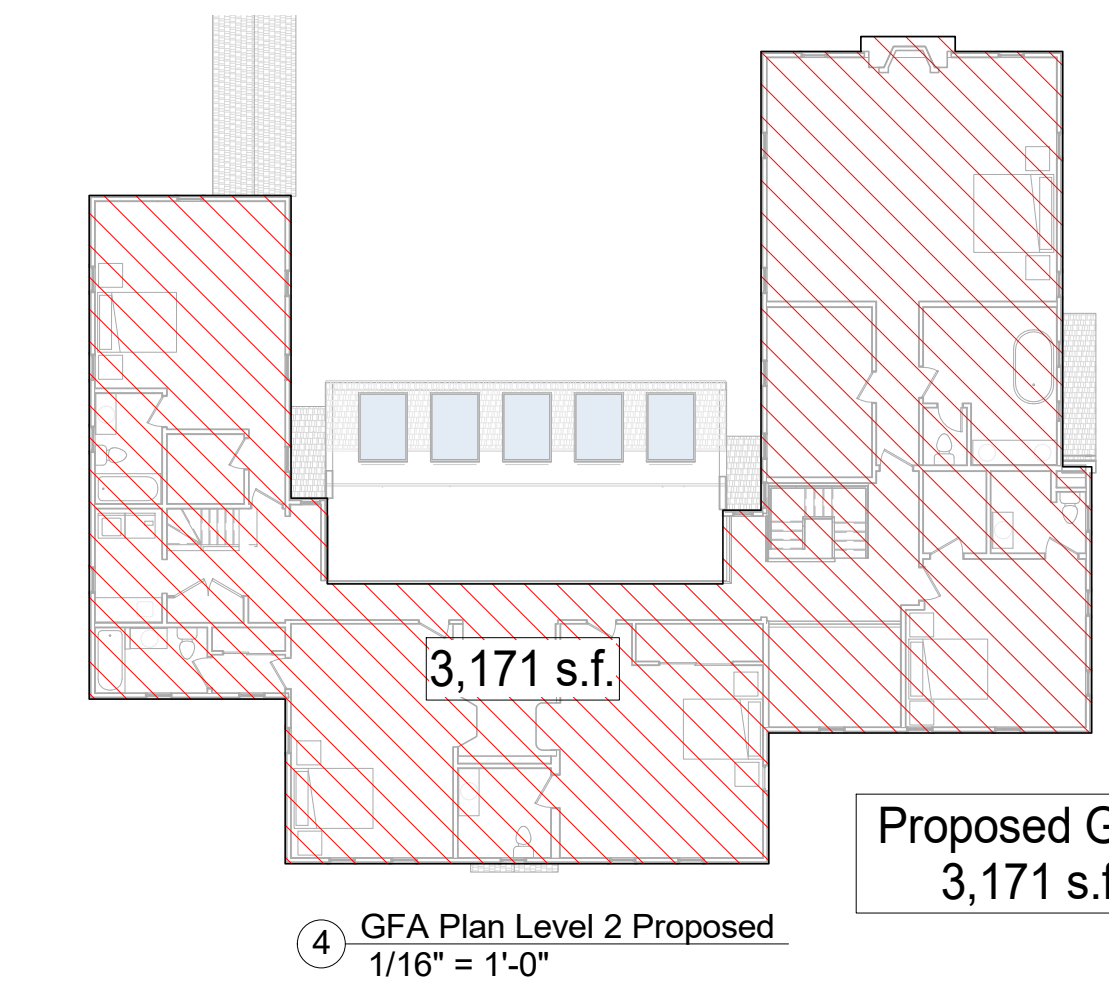 3,171 s.f.
Proposed G
3,171 s.f
4
GFA Plan Level 2 Proposed
1/16" = 1'-0"